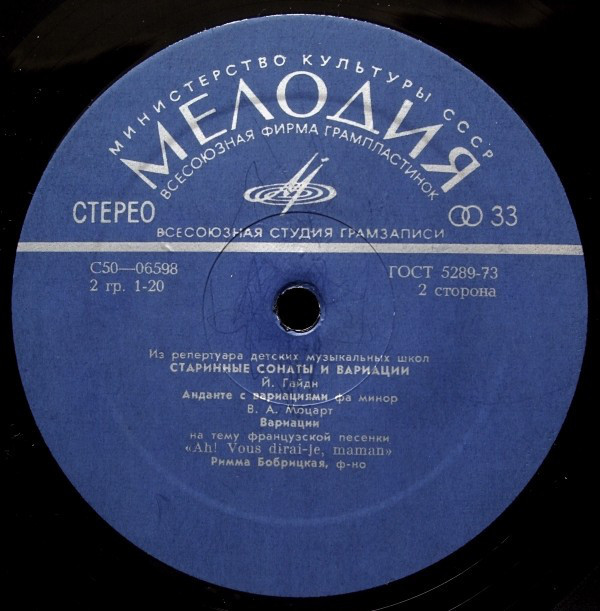 МИНИСТЕРСТВО КУЛЬТУРЫ СССР
МЕЛОДИЯ
ВСЕСОЮЗНАЯ ФИРМА ГРАМПЛАСТИНОК
СТЕРЕО
33
ВСЕСОЮЗНАЯ СТУДИЯ ГРАМЗАПИСИ
С50—06598
ГОСТ 5289-73
2 гр. 1-20
2 сторона
Из репертуара детских музыкальных школ
СТАРИННЫЕ СОНАТЫ И ВАРИАЦИИ
Й. Гайдн
Анданте с вариациями фа минор
В. А. Моцарт
Вариации
на тему французской песенки
«Ah! Vous dirai-je, maman»
Римма Бобрицкая, ф-но